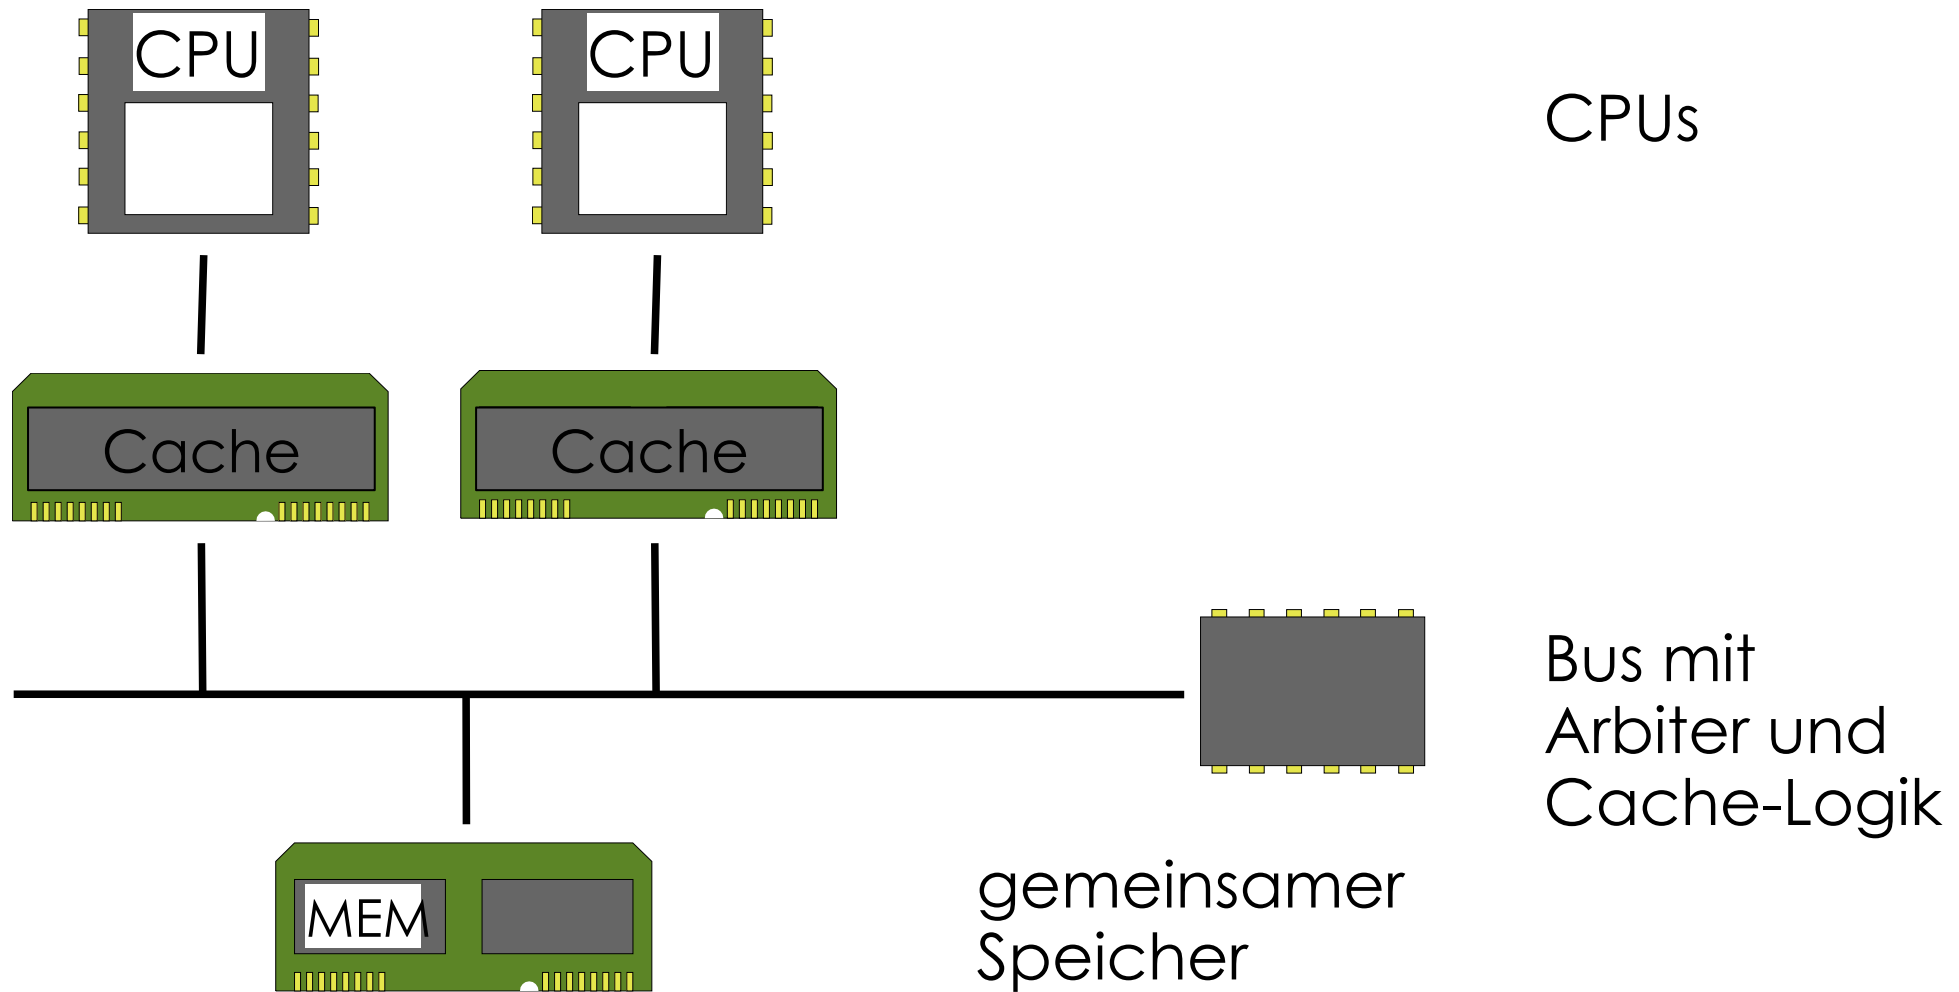 CPU
CPU
CPUs
Cache
Cache
Bus mit
Arbiter und
Cache-Logik
gemeinsamer
Speicher
MEM